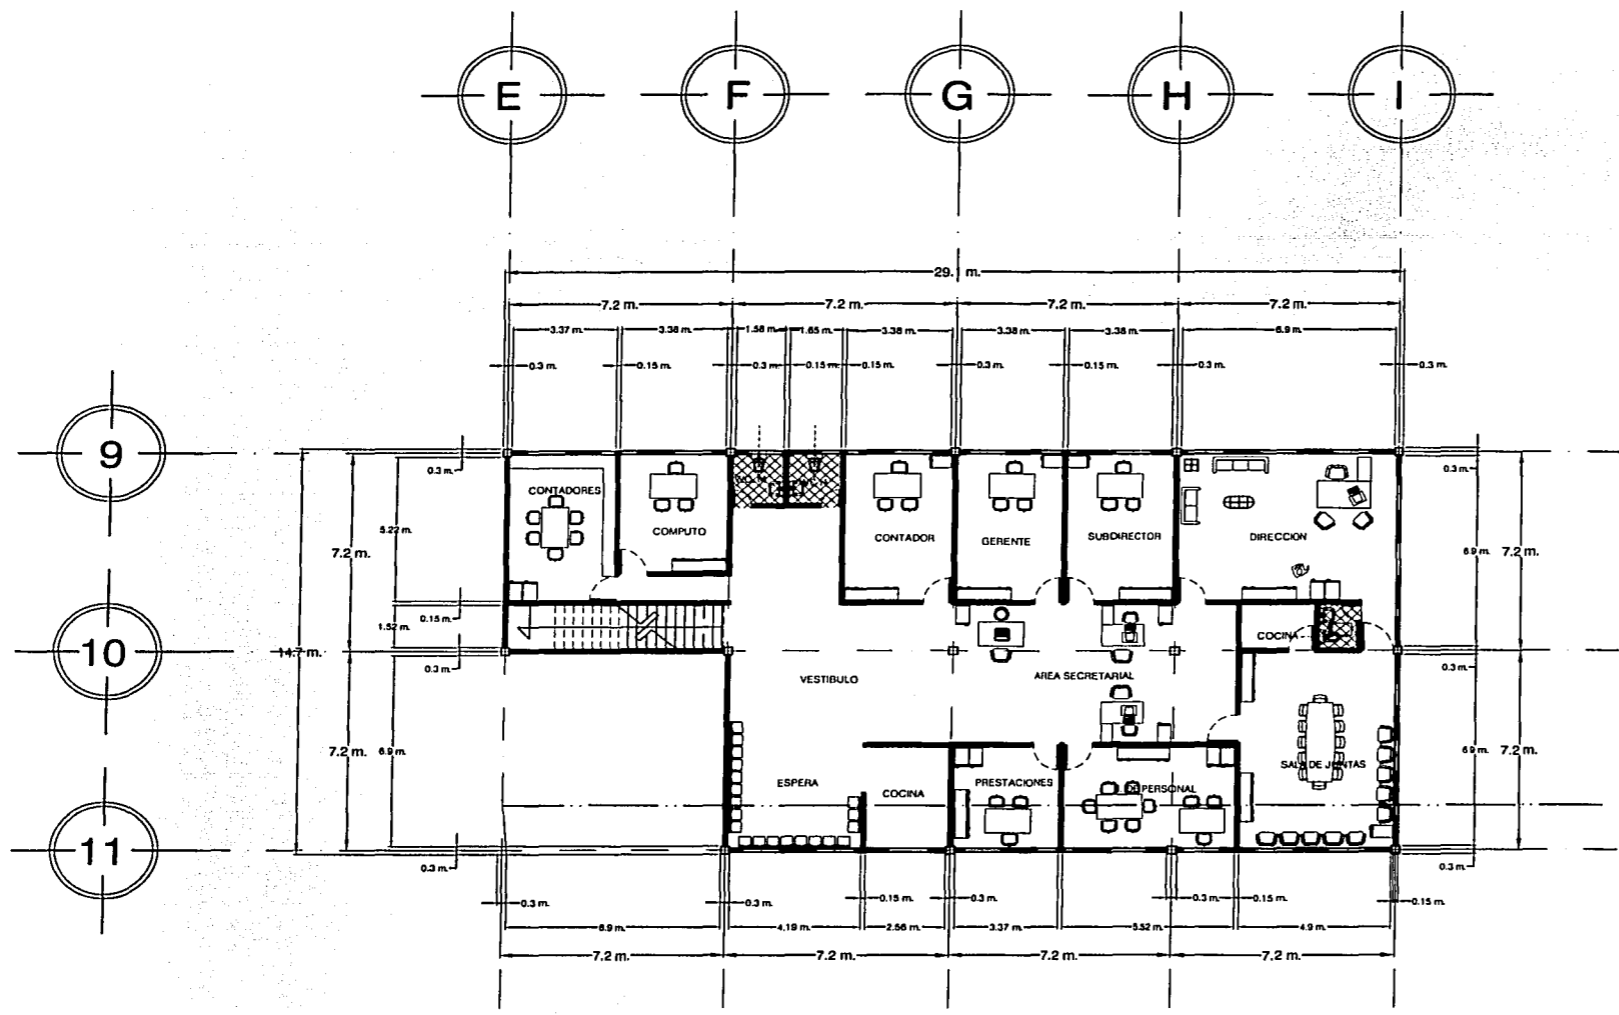 E F G H I
29.1 m.
7.2 m. 7.2 m. 7.2 m. 7.2 m.
3.37 m. 3.38 m. 1.58 m. 1.65 m. 3.38 m. 3.38 m. 3.38 m. 6.9 m.
0.3 m. 0.15 m. 0.3 m. 0.15 m. 0.15 m. 0.3 m. 0.15 m. 0.3 m. 0.3 m.
9
0.3 m. 0.3 m.
CONTADORES
COMPUTO
CONTADOR
GERENTE
SUBDIRECTOR
DIRECCION
5.22 m.
7.2 m. 6.9 m. 7.2 m.
0.15 m.
1.52 m.
COCINA
10
14.7 m.
0.3 m. 0.3 m.
VESTIBULO
AREA SECRETARIAL
7.2 m. 6.9 m. 6.9 m. 7.2 m.
SALA DE JUNTAS
ESPERA
COCINA
PRESTACIONES
PERSONAL
11
0.3 m. 0.3 m.
0.3 m. 0.3 m. 0.15 m. 0.3 m. 0.3 m. 0.15 m. 0.15 m.
6.9 m. 4.19 m. 2.56 m. 3.37 m. 5.52 m. 4.9 m.
7.2 m. 7.2 m. 7.2 m. 7.2 m.